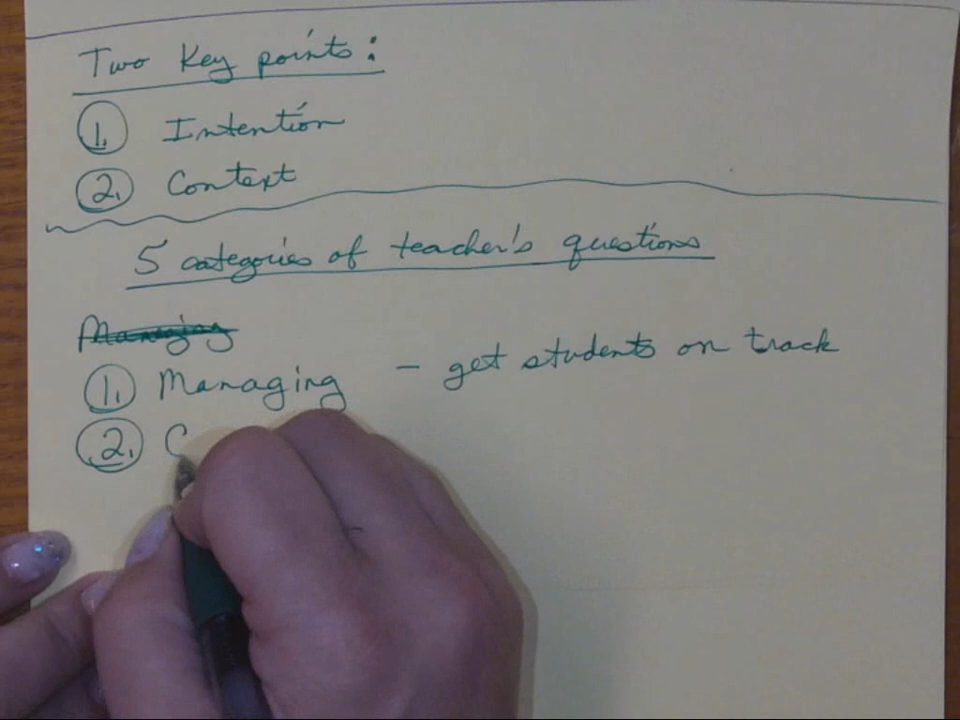 Two Key points:
1. Intention
2. Context
5 categories of teacher's questions
Managing
1. Managing - get students on track
2. C